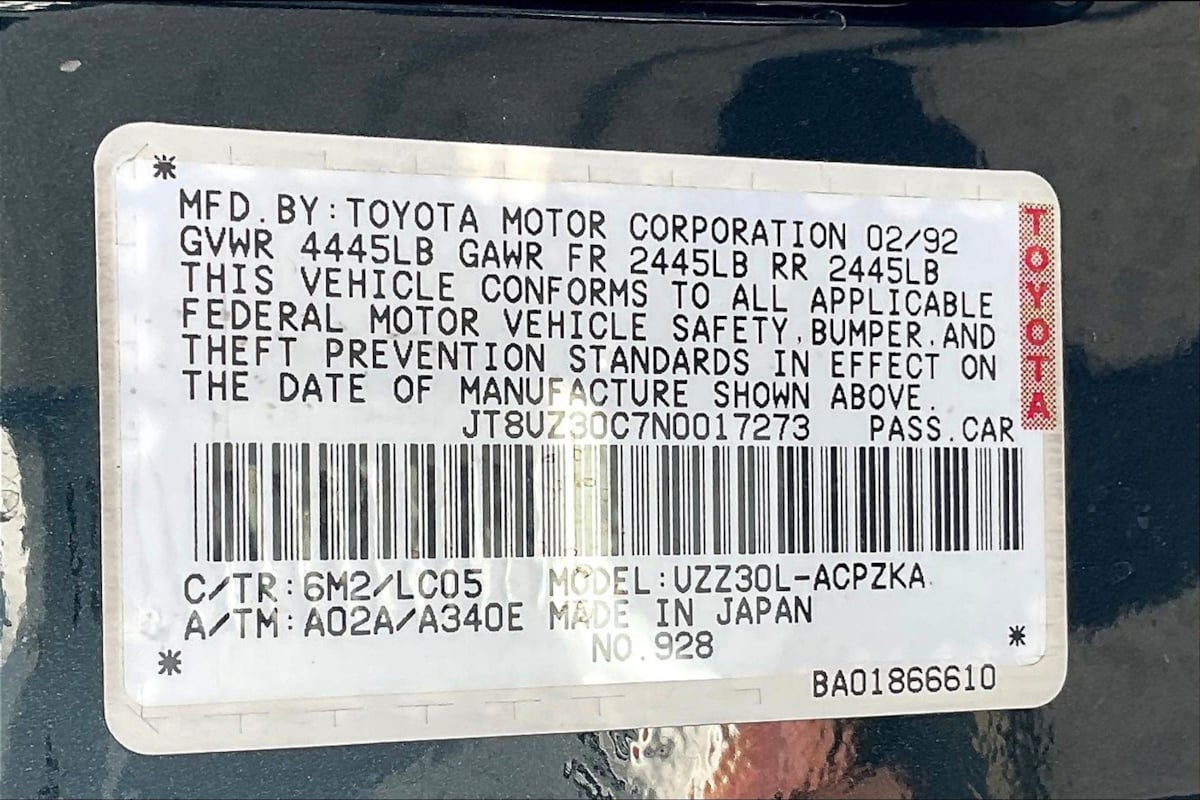 MFD.BY:TOYOTA MOTOR CORPORATION 02/92
GVWR 4445LB GAWR FR 2445LB RR 2445LB
THIS VEHICLE CONFORMS TO ALL APPLICABLE
FEDERAL MOTOR VEHICLE SAFETY,BUMPER,AND
THEFT PREVENTION STANDARDS IN EFFECT ON
THE DATE OF MANUFACTURE SHOWN ABOVE.
JT8UZ30C7N0017273 PASS.CAR
TOYOTA
C/TR:6M2/LC05 MODEL:UZZ30L-ACPZKA
A/TM:A02A/A340E MADE IN JAPAN
NO.928
BA01866610